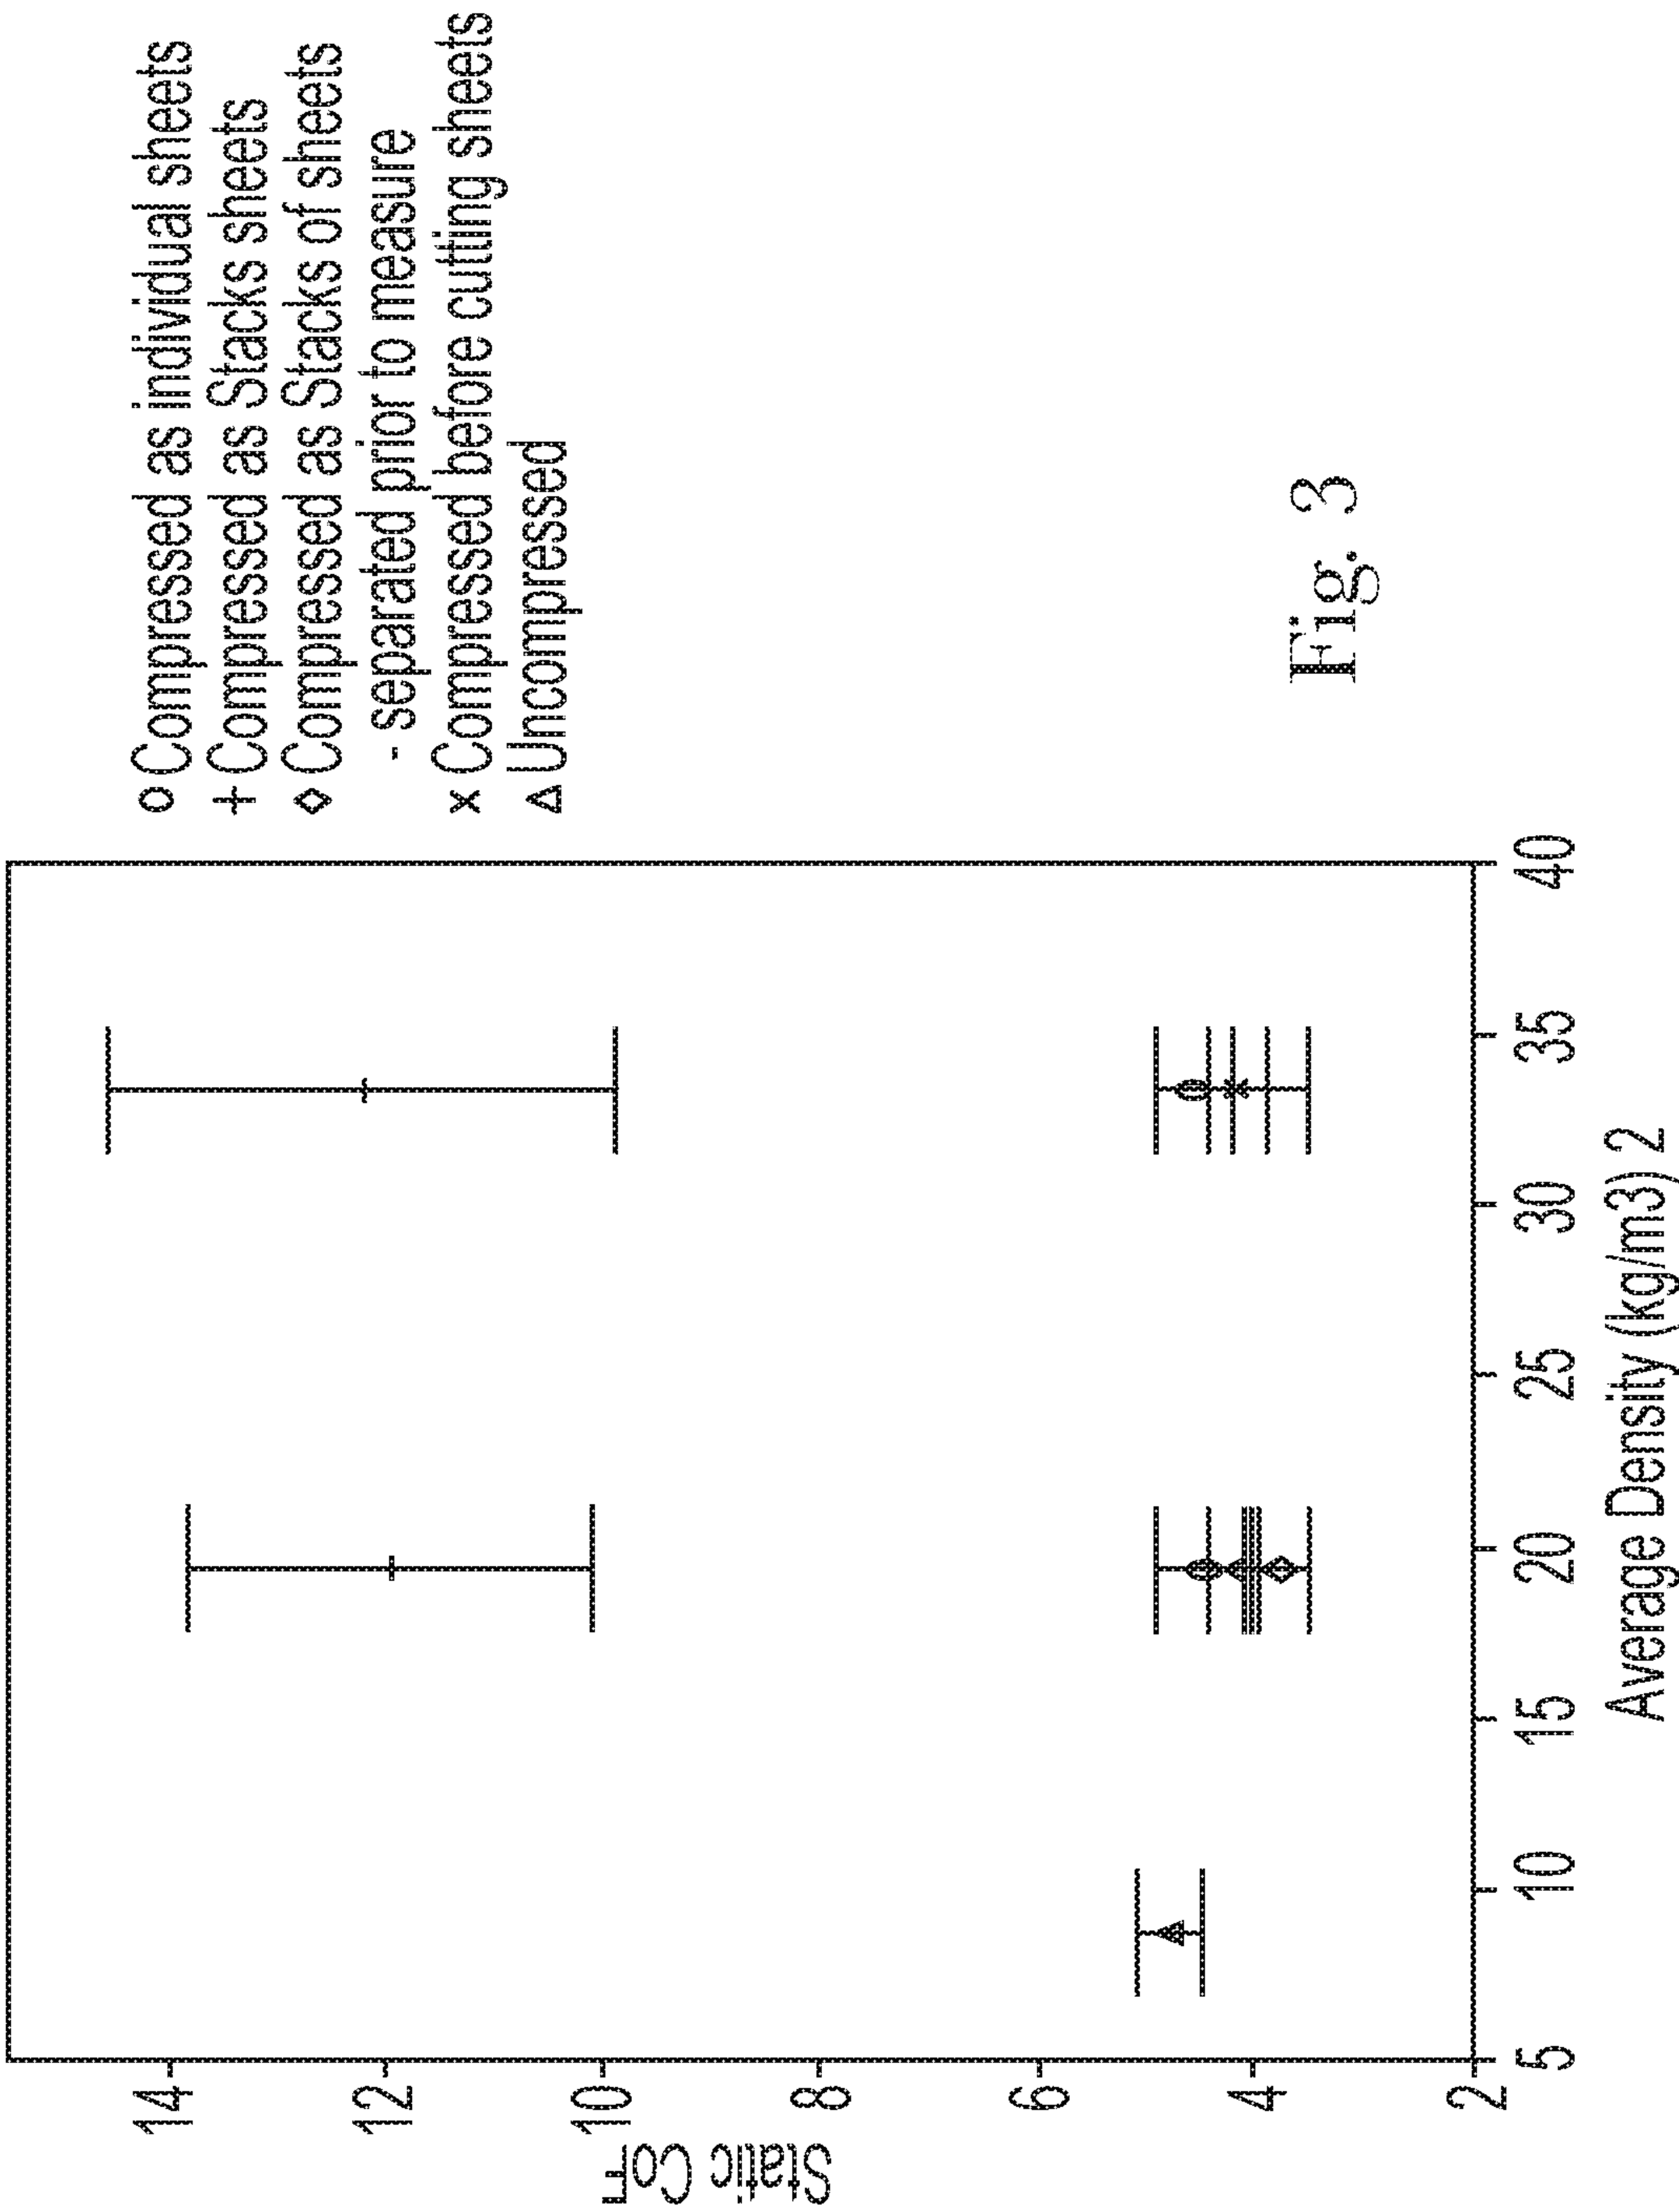 Static CoF
14
12
10
8
6
4
2
5
10
15
20
25
30
35
40
Average Density (kg/m3) 2
Compressed as individual sheets
Compressed as Stacks sheets
Compressed as Stacks of sheets
- separated prior to measure
Compressed before cutting sheets
Uncompressed
Fig. 3